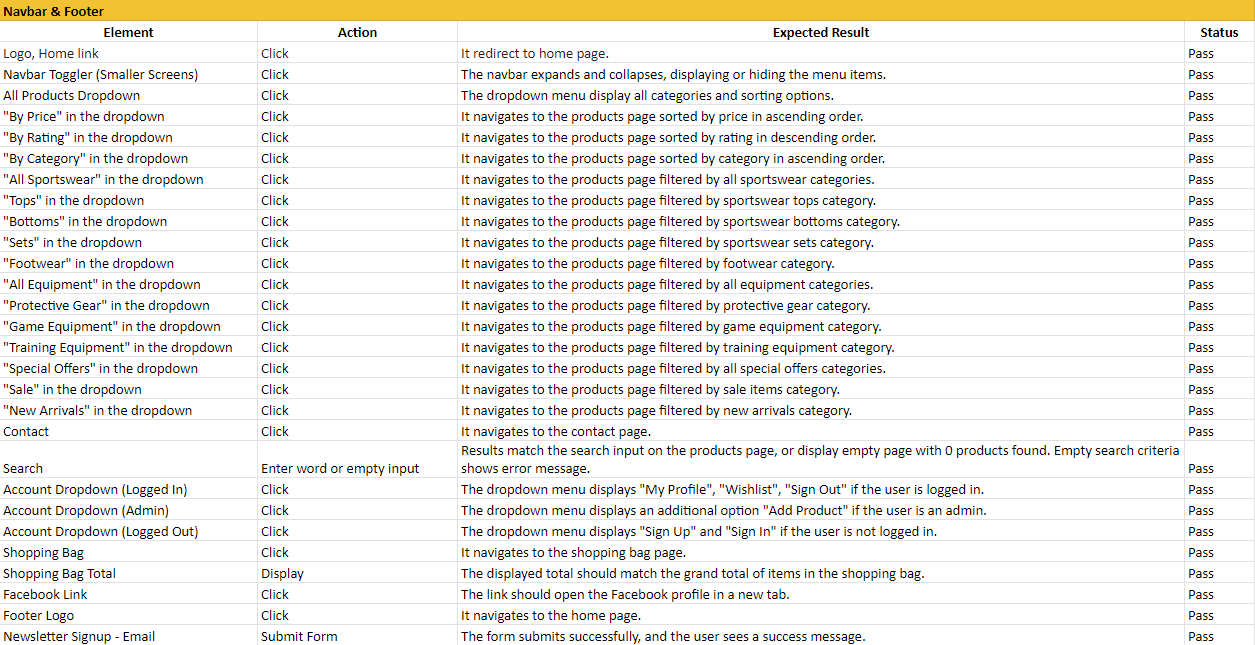 Navbar & Footer
Element Action Expected Result Status
Logo, Home link Click It redirect to home page. Pass
Navbar Toggler (Smaller Screens) Click The navbar expands and collapses, displaying or hiding the menu items. Pass
All Products Dropdown Click The dropdown menu display all categories and sorting options. Pass
"By Price" in the dropdown Click It navigates to the products page sorted by price in ascending order. Pass
"By Rating" in the dropdown Click It navigates to the products page sorted by rating in descending order. Pass
"By Category" in the dropdown Click It navigates to the products page sorted by category in ascending order. Pass
"All Sportswear" in the dropdown Click It navigates to the products page filtered by all sportswear categories. Pass
"Tops" in the dropdown Click It navigates to the products page filtered by sportswear tops category. Pass
"Bottoms" in the dropdown Click It navigates to the products page filtered by sportswear bottoms category. Pass
"Sets" in the dropdown Click It navigates to the products page filtered by sportswear sets category. Pass
"Footwear" in the dropdown Click It navigates to the products page filtered by footwear category. Pass
"All Equipment" in the dropdown Click It navigates to the products page filtered by all equipment categories. Pass
"Protective Gear" in the dropdown Click It navigates to the products page filtered by protective gear category. Pass
"Game Equipment" in the dropdown Click It navigates to the products page filtered by game equipment category. Pass
"Training Equipment" in the dropdown Click It navigates to the products page filtered by training equipment category. Pass
"Special Offers" in the dropdown Click It navigates to the products page filtered by all special offers categories. Pass
"Sale" in the dropdown Click It navigates to the products page filtered by sale items category. Pass
"New Arrivals" in the dropdown Click It navigates to the products page filtered by new arrivals category. Pass
Contact Click It navigates to the contact page. Pass
Results match the search input on the products page, or display empty page with 0 products found. Empty search criteria
Search Enter word or empty input shows error message. Pass
Account Dropdown (Logged In) Click The dropdown menu displays "My Profile", "Wishlist", "Sign Out" if the user is logged in. Pass
Account Dropdown (Admin) Click The dropdown menu displays an additional option "Add Product" if the user is an admin. Pass
Account Dropdown (Logged Out) Click The dropdown menu displays "Sign Up" and "Sign In" if the user is not logged in. Pass
Shopping Bag Click It navigates to the shopping bag page. Pass
Shopping Bag Total Display The displayed total should match the grand total of items in the shopping bag. Pass
Facebook Link Click The link should open the Facebook profile in a new tab. Pass
Footer Logo Click It navigates to the home page. Pass
Newsletter Signup - Email Submit Form The form submits successfully, and the user sees a success message. Pass